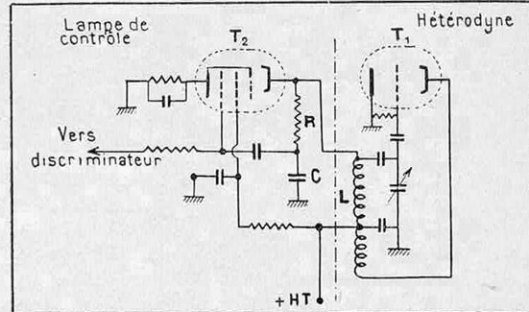 Lampe de
contrôle
T2
T1
Hétérodyne
R
Vers
discriminateur
C
L
+ HT